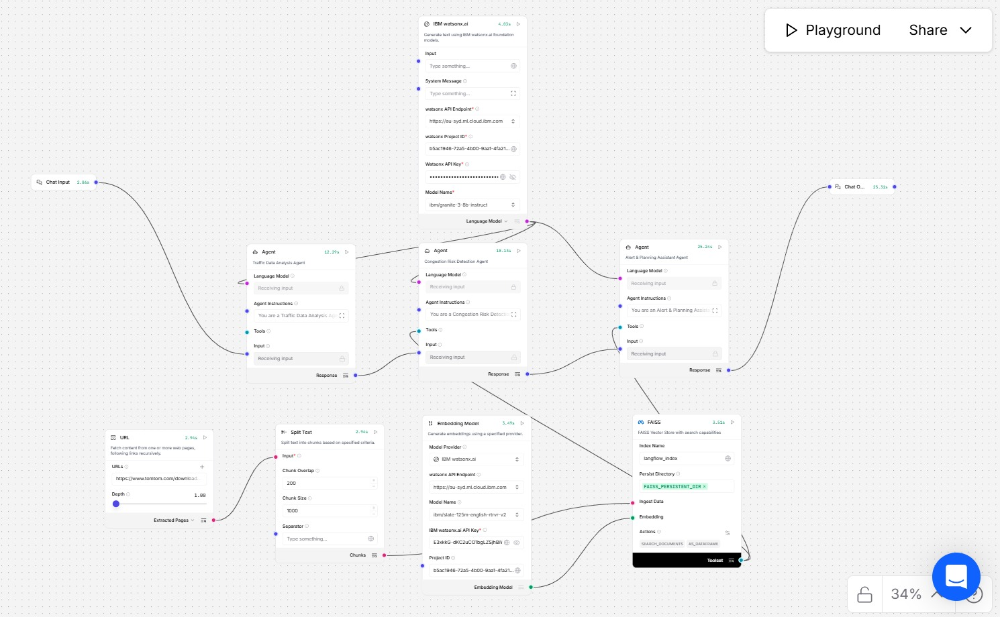 Playground Share
IBM watsonx.ai 4.03s
Generate text using IBM watsonx.ai foundation
models.
Input
Type something...
System Message
Type something...
watsonx API Endpoint*
https://au-syd.ml.cloud.ibm.com
watsonx Project ID*
b5ac1946-72a5-4b00-9aa1-4fa21...
Watsonx API Key*
Model Name*
ibm/granite-3-8b-instruct
Language Model
Chat Input 2.86s
Chat O... 25.31s
Agent 12.29s
Traffic Data Analysis Agent
Language Model
Receiving input
Agent Instructions
You are a Traffic Data Analysis Age
Tools
Input
Receiving input
Response
Agent 18.13s
Congestion Risk Detection Agent
Language Model
Receiving input
Agent Instructions
You are a Congestion Risk Detecti
Tools
Input
Receiving input
Response
Agent 25.24s
Alert & Planning Assistant Agent
Language Model
Receiving input
Agent Instructions
You are an Alert & Planning Assis
Tools
Input
Receiving input
Response
URL 2.94s
Fetch content from one or more web pages,
following links recursively.
URLs
https://www.tomtom.com/download...
Depth 1.00
Extracted Pages
Split Text 2.94s
Split text into chunks based on specified criteria.
Input*
Chunk Overlap
200
Chunk Size
1000
Separator
Type something...
Chunks
Embedding Model 3.49s
Generate embeddings using a specified provider.
Model Provider
IBM watsonx.ai
watsonx API Endpoint
https://au-syd.ml.cloud.ibm.com
Model Name
ibm/slate-125m-english-rtrvr-v2
IBM watsonx.ai API Key*
Project ID
b5ac1946-72a5-4b00-9aa1-4fa21...
Embedding Model
FAISS 3.51s
FAISS Vector Store with search capabilities
Index Name
langflow_index
Persist Directory
FAISS_PERSISTENT_DIR ×
Ingest Data
Embedding
Actions
SEARCH_DOCUMENTS AS_DATAFRAME
Toolset
34%